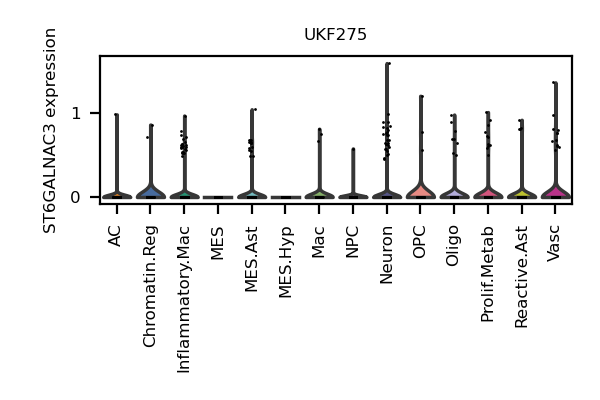 UKF275
ST6GALNAC3 expression
1
0
AC
Chromatin.Reg
Inflammatory.Mac
MES
MES.Ast
MES.Hyp
Mac
NPC
Neuron
OPC
Oligo
Prolif.Metab
Reactive.Ast
Vasc